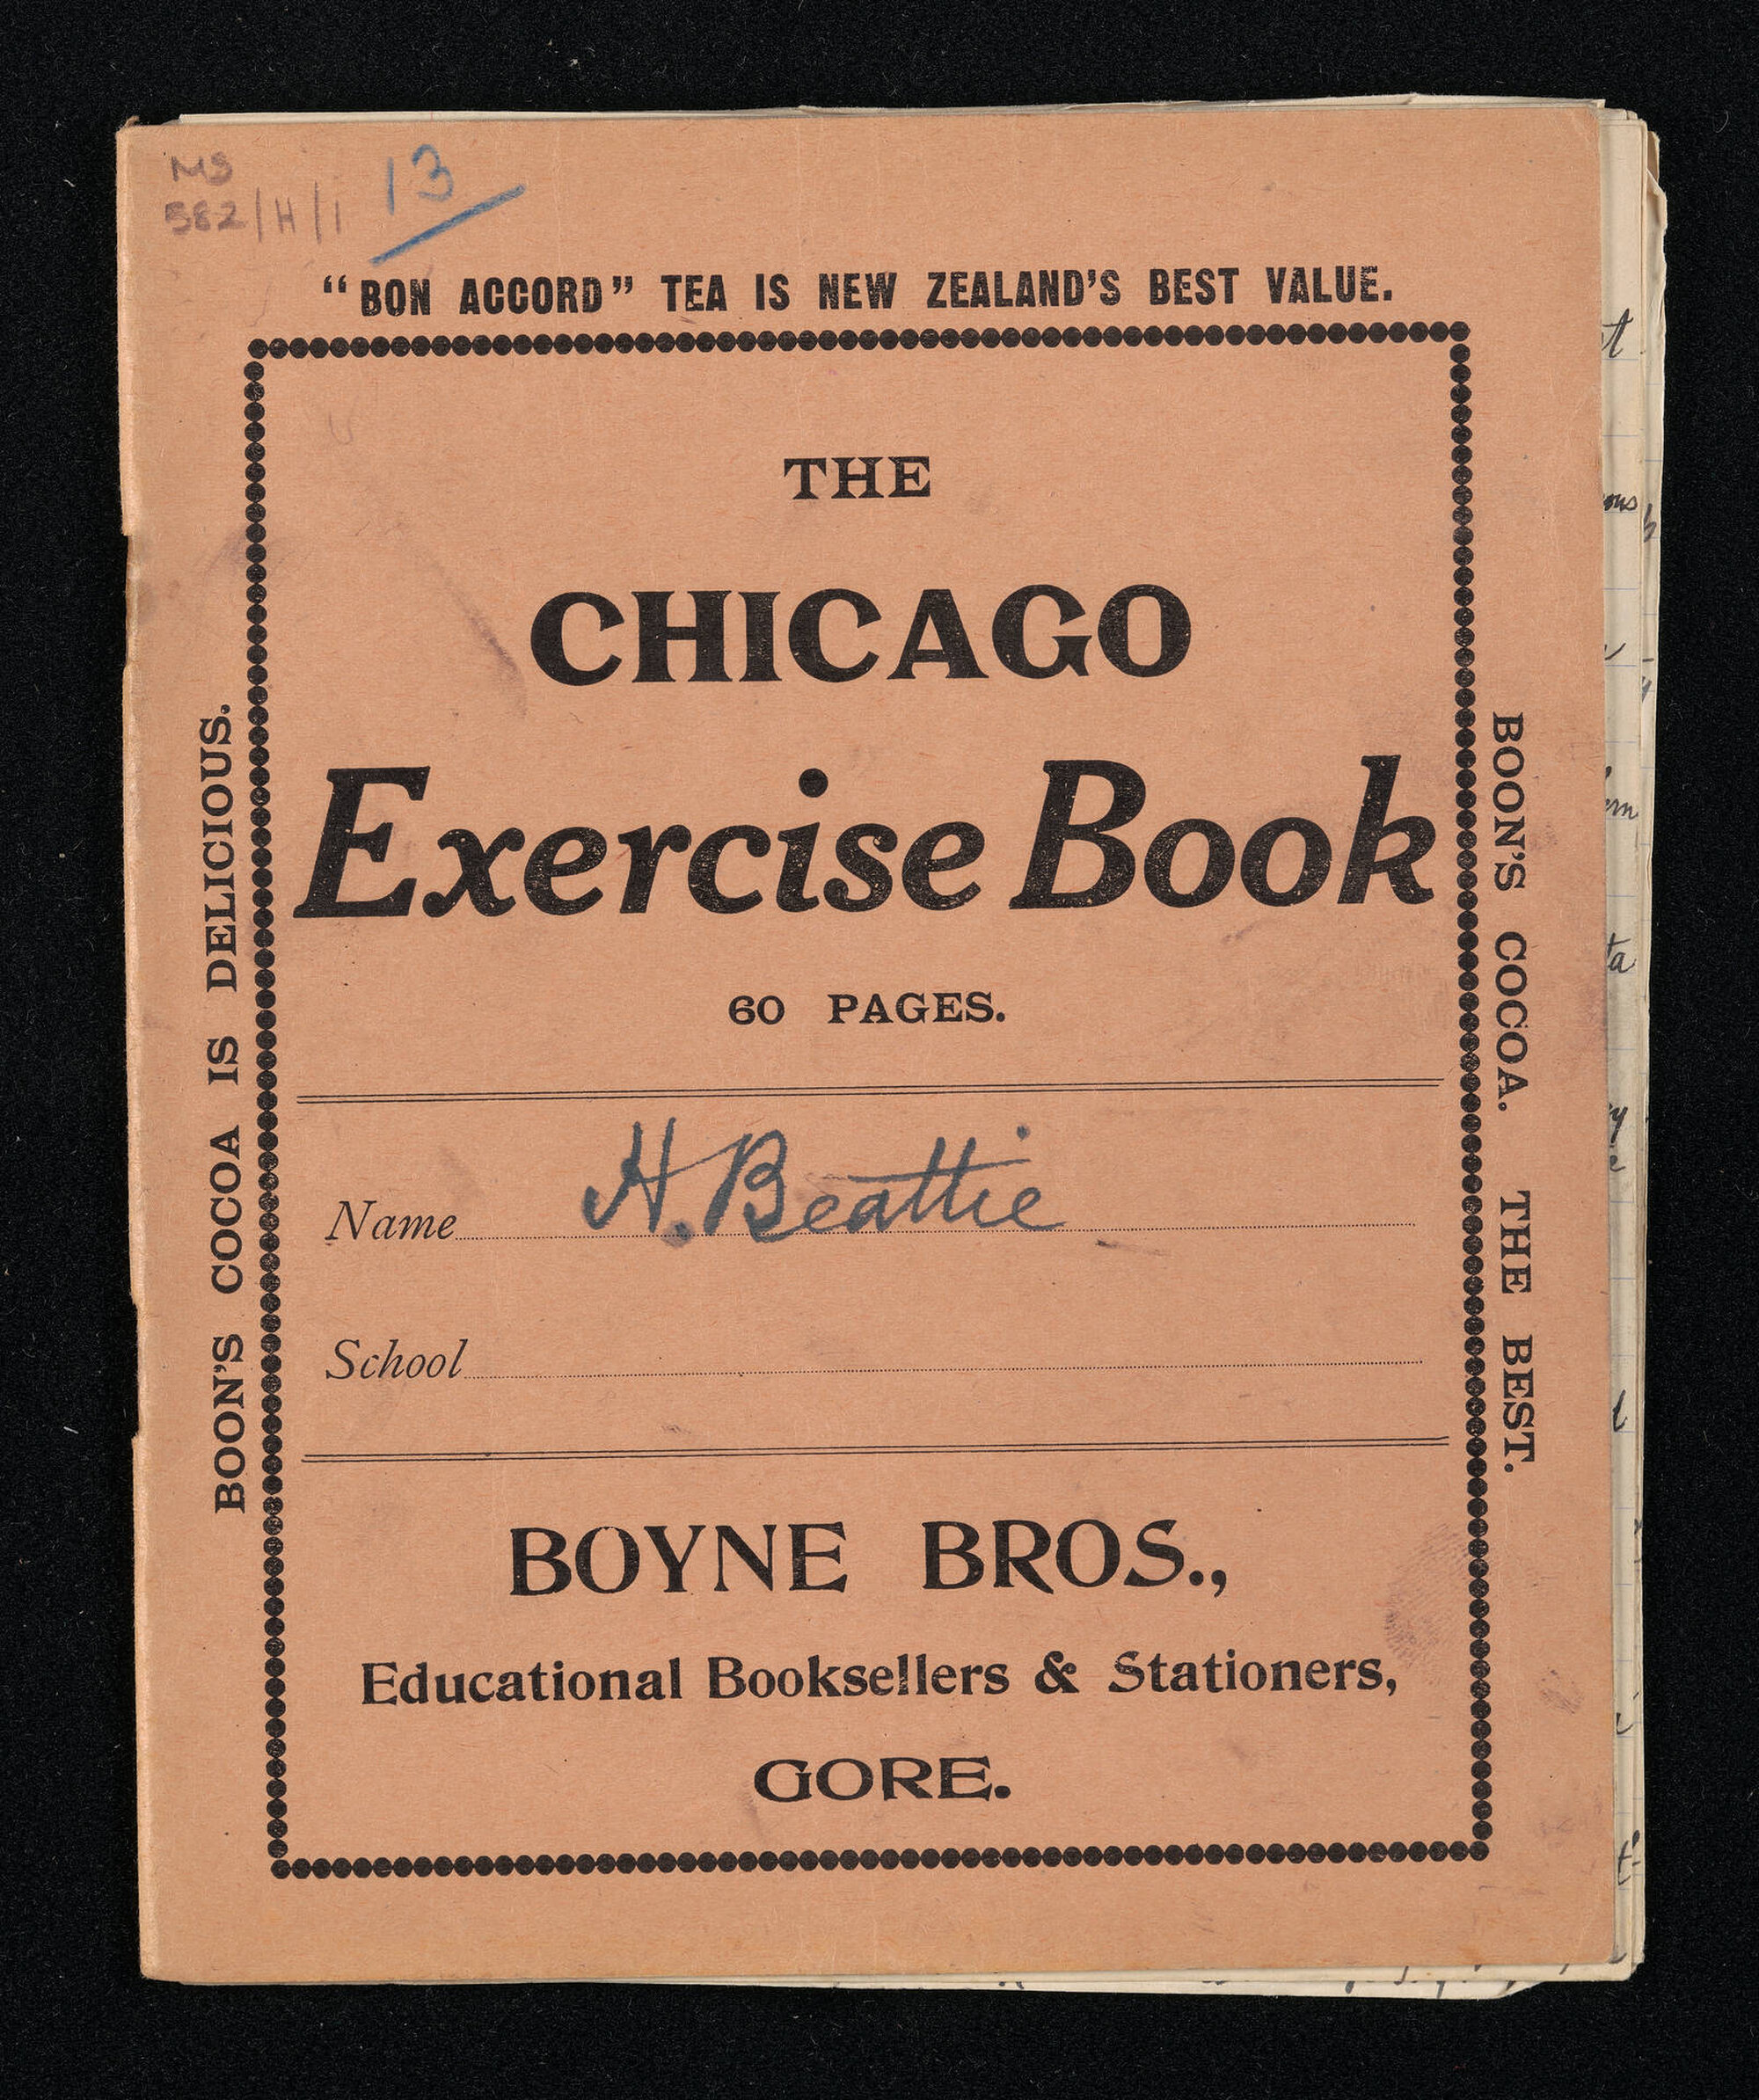 MS
582/H/1
13
"BON ACCORD" TEA IS NEW ZEALAND'S BEST VALUE.
THE
CHICAGO
Exercise Book
60 PAGES.
Name H. Beattie
School
BOYNE BROS.,
Educational Booksellers & Stationers,
GORE.
BOON'S COCOA IS DELICIOUS.
BOON'S COCOA. THE BEST.